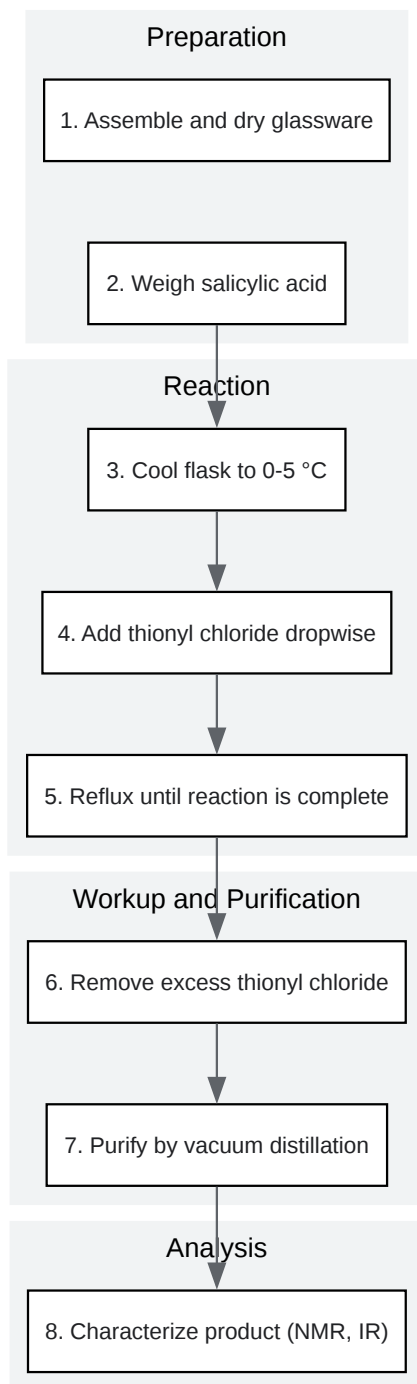 Preparation
1. Assemble and dry glassware
2. Weigh salicylic acid
Reaction
3. Cool flask to 0-5 °C
4. Add thionyl chloride dropwise
5. Reflux until reaction is complete
Workup and Purification
6. Remove excess thionyl chloride
7. Purify by vacuum distillation
Analysis
8. Characterize product (NMR, IR)